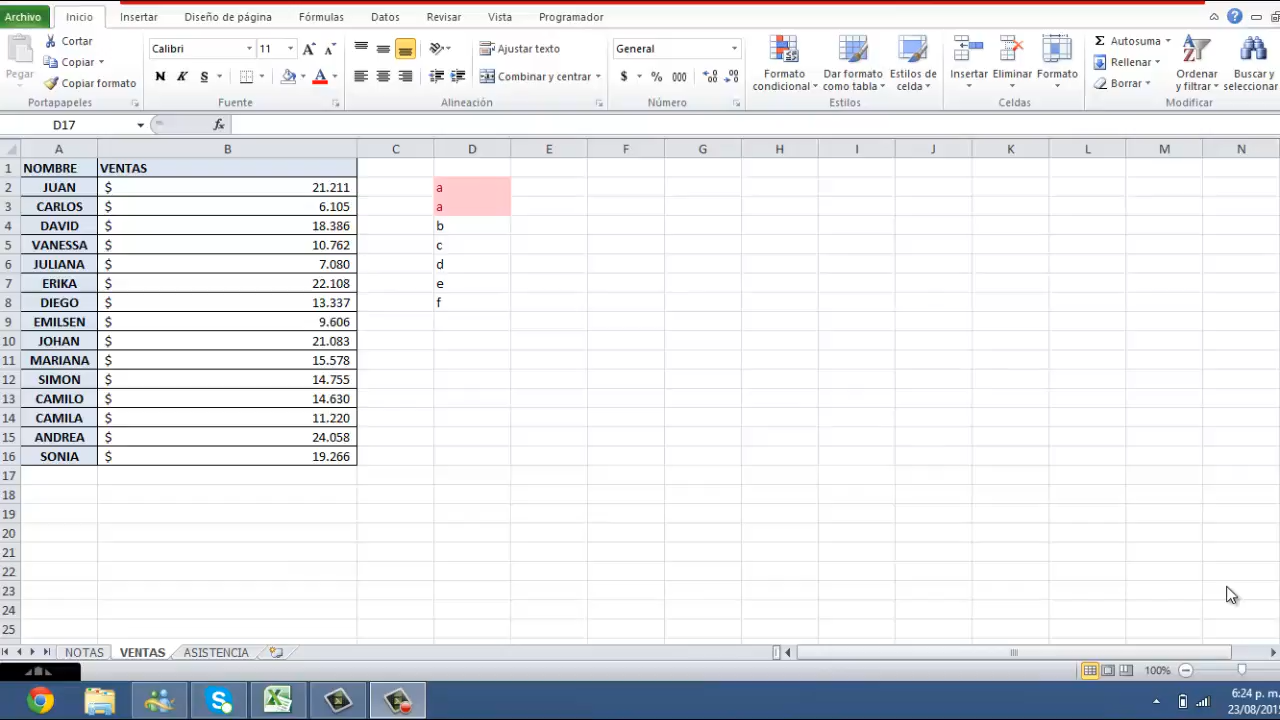 Archivo Inicio Insertar Diseño de página Fórmulas Datos Revisar Vista Programador
Pegar
Cortar
Copiar
Copiar formato
Portapapeles
Calibri 11
N K S
Fuente
Ajustar texto
Combinar y centrar
Alineación
General
$ % 000
Número
Formato condicional
Dar formato como tabla
Estilos de celda
Estilos
Insertar
Eliminar
Formato
Celdas
Autosuma
Rellenar
Borrar
Ordenar y filtrar
Buscar y seleccionar
Modificar
D17 fx
A B C D E F G H I J K L M N
1 NOMBRE VENTAS
2 JUAN $ 21.211 a
3 CARLOS $ 6.105 a
4 DAVID $ 18.386 b
5 VANESSA $ 10.762 c
6 JULIANA $ 7.080 d
7 ERIKA $ 22.108 e
8 DIEGO $ 13.337 f
9 EMILSEN $ 9.606
10 JOHAN $ 21.083
11 MARIANA $ 15.578
12 SIMON $ 14.755
13 CAMILO $ 14.630
14 CAMILA $ 11.220
15 ANDREA $ 24.058
16 SONIA $ 19.266
17
18
19
20
21
22
23
24
25
NOTAS VENTAS ASISTENCIA
100%
6:24 p. m.